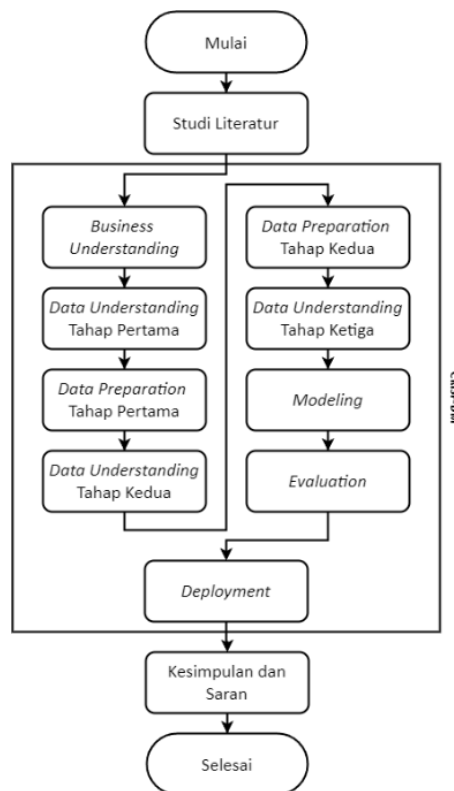 Mulai
Studi Literatur
Business
Understanding
Data Understanding
Tahap Pertama
Data Preparation
Tahap Pertama
Data Understanding
Tahap Kedua
Data Preparation
Tahap Kedua
Data Understanding
Tahap Ketiga
Modeling
Evaluation
Deployment
Kesimpulan dan
Saran
Selesai